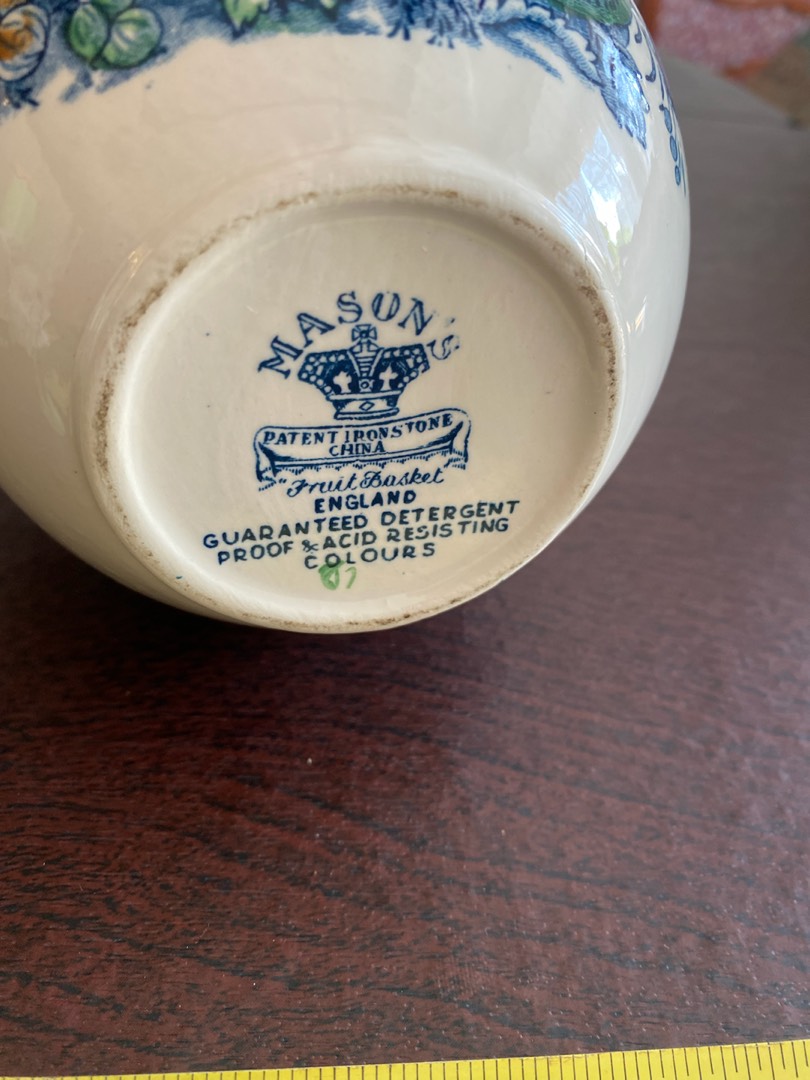 MASON'S
PATENT IRONSTONE
CHINA
"Fruit Basket"
ENGLAND
GUARANTEED DETERGENT
PROOF & ACID RESISTING
COLOURS